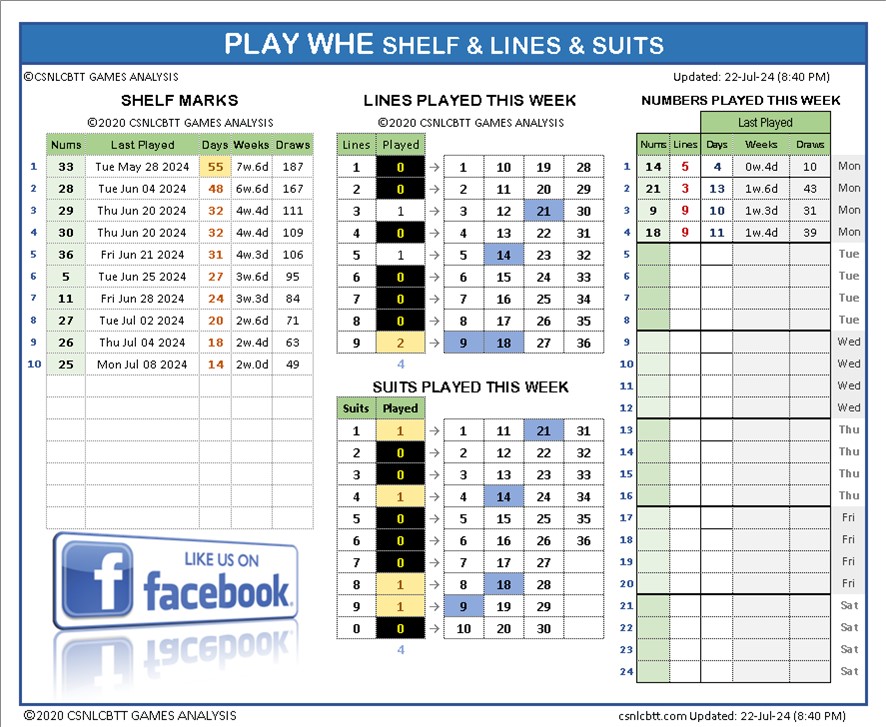 PLAY WHE SHELF & LINES & SUITS
©CSNLCBTT GAMES ANALYSIS Updated: 22-Jul-24 (8:40 PM)
SHELF MARKS
©2020 CSNLCBTT GAMES ANALYSIS
Nums Last Played Days Weeks Draws
1 33 Tue May 28 2024 55 7w.6d 187
2 28 Tue Jun 04 2024 48 6w.6d 167
3 29 Thu Jun 20 2024 32 4w.4d 111
4 30 Thu Jun 20 2024 32 4w.4d 109
5 36 Fri Jun 21 2024 31 4w.3d 106
6 5 Tue Jun 25 2024 27 3w.6d 95
7 11 Fri Jun 28 2024 24 3w.3d 84
8 27 Tue Jul 02 2024 20 2w.6d 71
9 26 Thu Jul 04 2024 18 2w.4d 63
10 25 Mon Jul 08 2024 14 2w.0d 49
LIKE US ON
facebook
LINES PLAYED THIS WEEK
©2020 CSNLCBTT GAMES ANALYSIS
Lines Played
1 0 → 1 10 19 28
2 0 → 2 11 20 29
3 1 → 3 12 21 30
4 0 → 4 13 22 31
5 1 → 5 14 23 32
6 0 → 6 15 24 33
7 0 → 7 16 25 34
8 0 → 8 17 26 35
9 2 → 9 18 27 36
4
SUITS PLAYED THIS WEEK
Suits Played
1 1 → 1 11 21 31
2 0 → 2 12 22 32
3 0 → 3 13 23 33
4 1 → 4 14 24 34
5 0 → 5 15 25 35
6 0 → 6 16 26 36
7 0 → 7 17 27
8 1 → 8 18 28
9 1 → 9 19 29
0 0 → 10 20 30
4
NUMBERS PLAYED THIS WEEK
Last Played
Nums Lines Days Weeks Draws
1 14 5 4 0w.4d 10 Mon
2 21 3 13 1w.6d 43 Mon
3 9 9 10 1w.3d 31 Mon
4 18 9 11 1w.4d 39 Mon
5 Tue
6 Tue
7 Tue
8 Tue
9 Wed
10 Wed
11 Wed
12 Wed
13 Thu
14 Thu
15 Thu
16 Thu
17 Fri
18 Fri
19 Fri
20 Fri
21 Sat
22 Sat
23 Sat
24 Sat
©2020 CSNLCBTT GAMES ANALYSIS csnlcbtt.com Updated: 22-Jul-24 (8:40 PM)